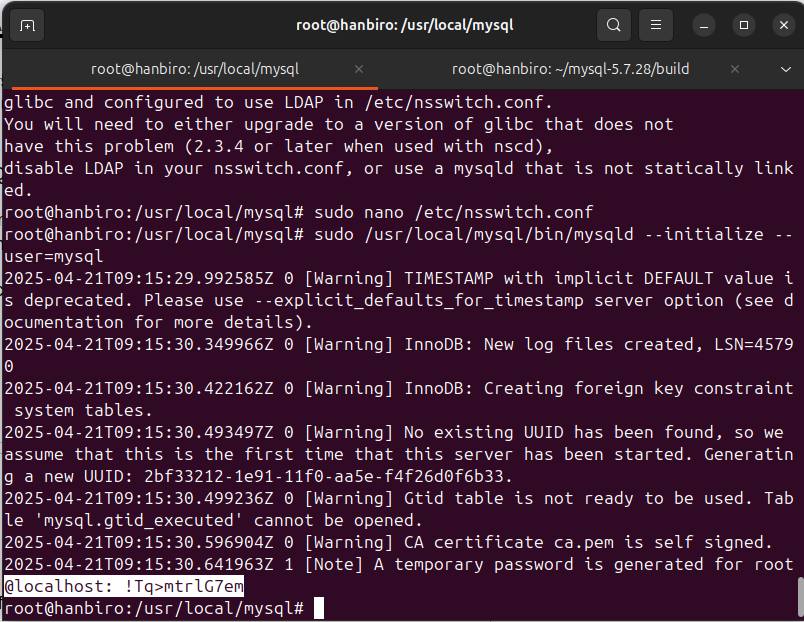 root@hanbiro: /usr/local/mysql
root@hanbiro: /usr/local/mysql
root@hanbiro: ~/mysql-5.7.28/build
glibc and configured to use LDAP in /etc/nsswitch.conf.
You will need to either upgrade to a version of glibc that does not
have this problem (2.3.4 or later when used with nscd),
disable LDAP in your nsswitch.conf, or use a mysqld that is not statically link
ed.
root@hanbiro:/usr/local/mysql# sudo nano /etc/nsswitch.conf
root@hanbiro:/usr/local/mysql# sudo /usr/local/mysql/bin/mysqld --initialize --
user=mysql
2025-04-21T09:15:29.992585Z 0 [Warning] TIMESTAMP with implicit DEFAULT value i
s deprecated. Please use --explicit_defaults_for_timestamp server option (see d
ocumentation for more details).
2025-04-21T09:15:30.349966Z 0 [Warning] InnoDB: New log files created, LSN=4579
0
2025-04-21T09:15:30.422162Z 0 [Warning] InnoDB: Creating foreign key constraint
 system tables.
2025-04-21T09:15:30.493497Z 0 [Warning] No existing UUID has been found, so we
assume that this is the first time that this server has been started. Generatin
g a new UUID: 2bf33212-1e91-11f0-aa5e-f4f26d0f6b33.
2025-04-21T09:15:30.499236Z 0 [Warning] Gtid table is not ready to be used. Tab
le 'mysql.gtid_executed' cannot be opened.
2025-04-21T09:15:30.596904Z 0 [Warning] CA certificate ca.pem is self signed.
2025-04-21T09:15:30.641963Z 1 [Note] A temporary password is generated for root
@localhost: !Tq>mtrlG7em
root@hanbiro:/usr/local/mysql#